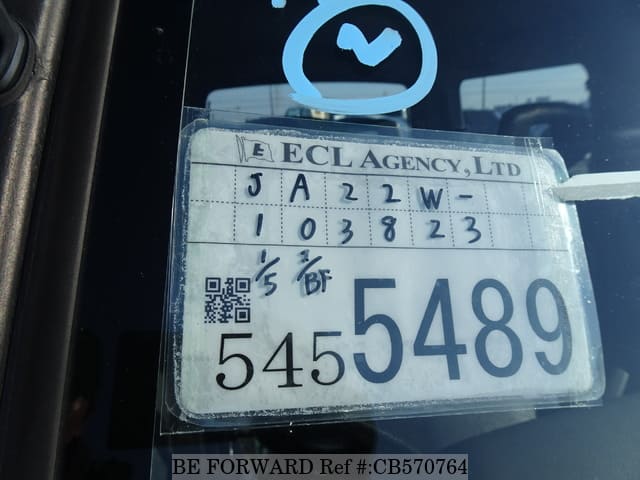 E ECL AGENCY, LTD
JA22W-
103823
1/5 2/BF
5455489
BE FORWARD Ref #:CB570764